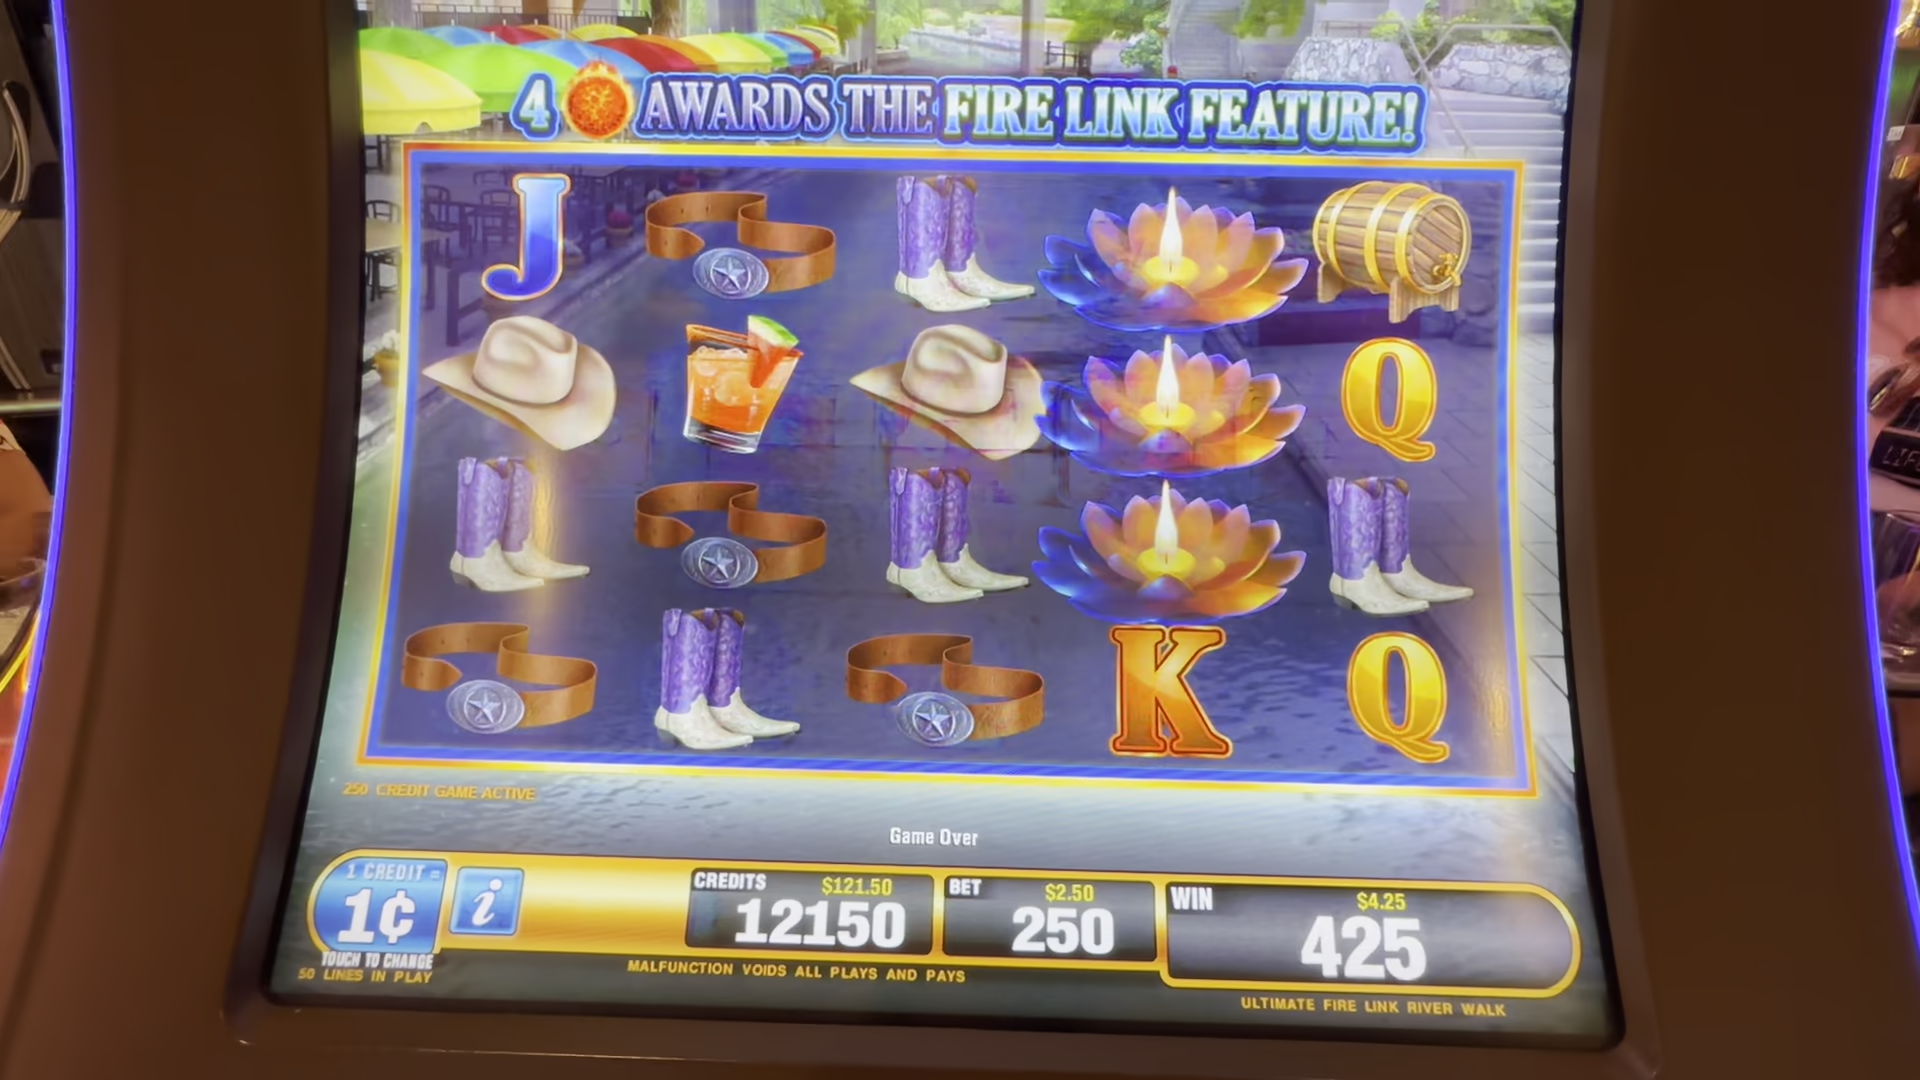 4 AWARDS THE FIRE LINK FEATURE!
J
Q
K Q
250 CREDIT GAME ACTIVE
Game Over
1 CREDIT =
1¢
TOUCH TO CHANGE
50 LINES IN PLAY
i
CREDITS $121.50
12150
BET $2.50
250
WIN $4.25
425
MALFUNCTION VOIDS ALL PLAYS AND PAYS
ULTIMATE FIRE LINK RIVER WALK